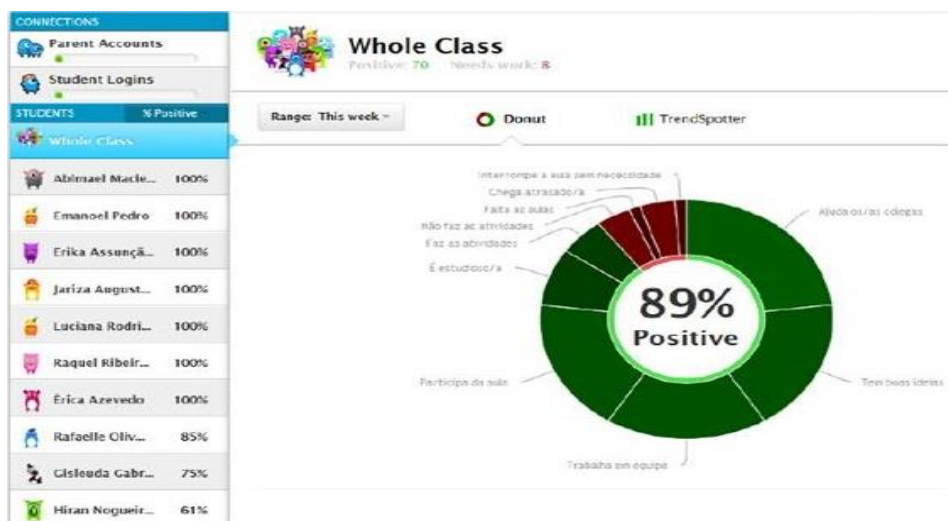 CONNECTIONS
Parent Accounts
Student Logins
STUDENTS % Positive
Whole Class
Abimael Macie... 100%
Emanoel Pedro 100%
Erika Assunçã... 100%
Jariza August... 100%
Luciana Rodri... 100%
Raquel Ribeir... 100%
Érica Azevedo 100%
Rafaelle Oliv... 85%
Gisleuda Gabr... 75%
Hiran Nogueir... 61%
Whole Class
Positive: 70 Needs work: 8
Range: This week
Donut
TrendSpotter
Interrompe a aula sem necessidade
Chega atrasado/a
Falta as aulas
Não faz as atividades
Faz as atividades
É estudioso/a
Participa da aula
Trabalha em equipe
Tem boas ideias
Ajuda os/as colegas
89%
Positive